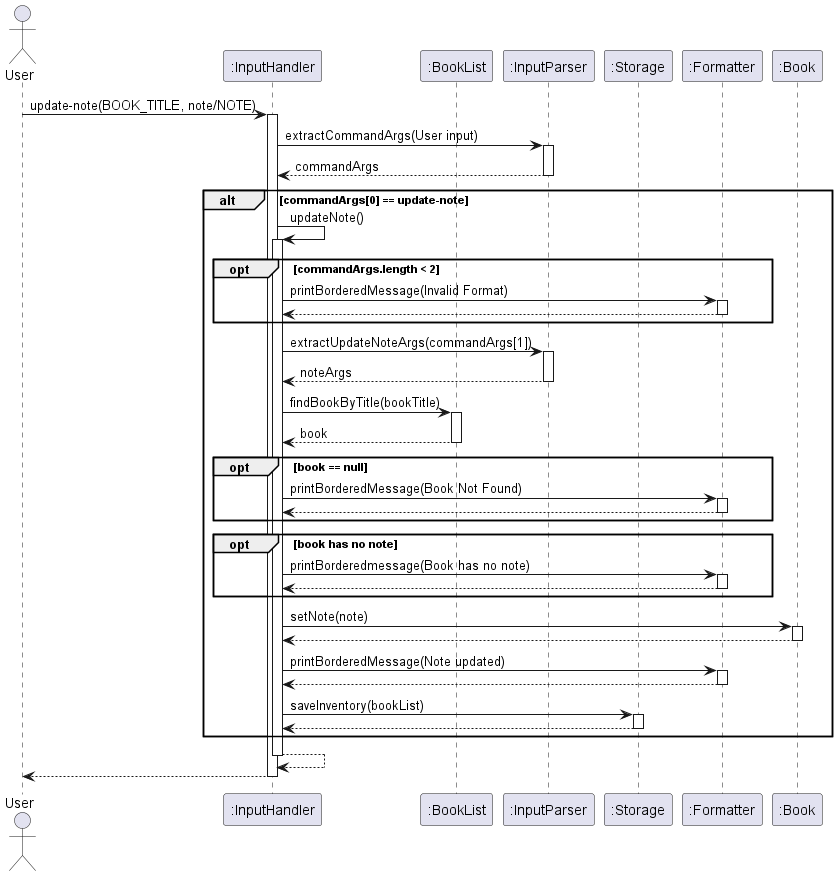 User
:InputHandler
:BookList
:InputParser
:Storage
:Formatter
:Book
update-note(BOOK_TITLE, note/NOTE)
extractCommandArgs(User input)
commandArgs
alt
[commandArgs[0] == update-note]
updateNote()
opt
[commandArgs.length < 2]
printBorderedMessage(Invalid Format)
extractUpdateNoteArgs(commandArgs[1])
noteArgs
findBookByTitle(bookTitle)
book
opt
[book == null]
printBorderedMessage(Book Not Found)
opt
[book has no note]
printBorderedmessage(Book has no note)
setNote(note)
printBorderedMessage(Note updated)
saveInventory(bookList)
User
:InputHandler
:BookList
:InputParser
:Storage
:Formatter
:Book